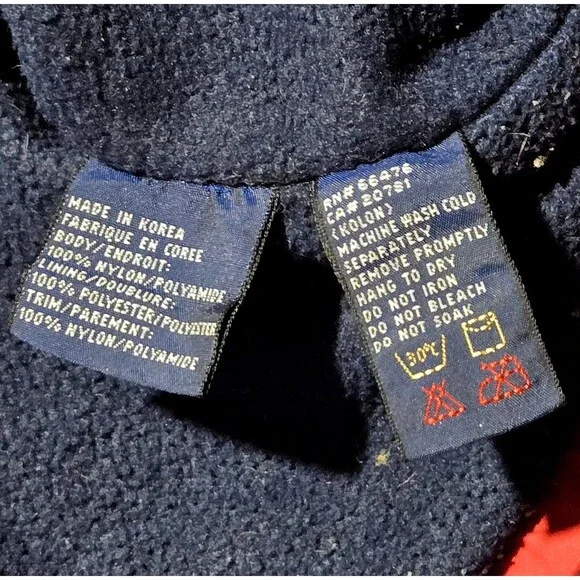 MADE IN KOREA
FABRIQUE EN COREE
BODY/ENDROIT:
100% NYLON/POLYAMIDE
LINING/DOUBLURE:
100% POLYESTER/POLYESTER
TRIM/PAREMENT:
100% NYLON/POLYAMIDE
RN# 66476
CA# 20791
(KOLON)
MACHINE WASH COLD
SEPARATELY
REMOVE PROMPTLY
HANG TO DRY
DO NOT IRON
DO NOT BLEACH
DO NOT SOAK
30°C